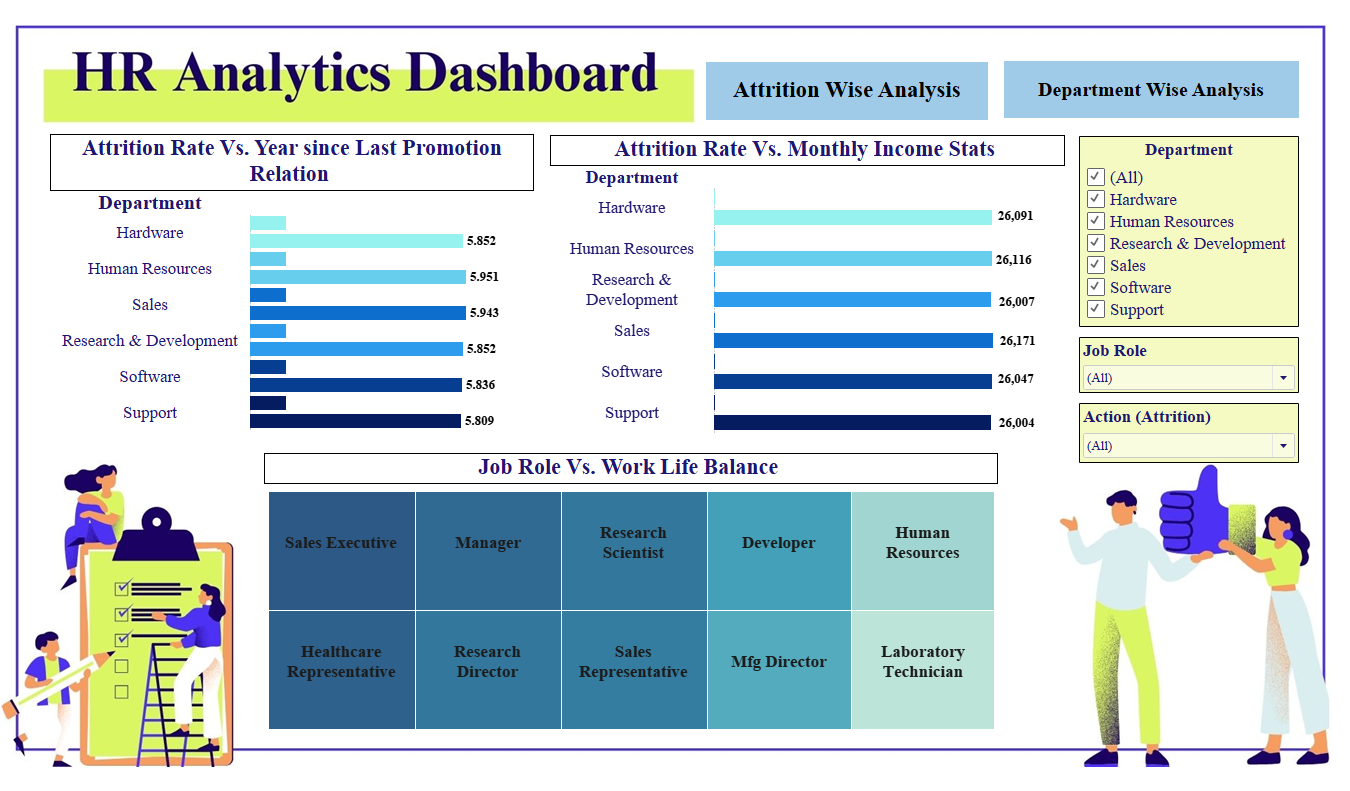 HR Analytics Dashboard
Attrition Wise Analysis
Department Wise Analysis
Attrition Rate Vs. Year since Last Promotion
Relation
Department
Hardware
5.852
Human Resources
5.951
Sales
5.943
Research & Development
5.852
Software
5.836
Support
5.809
Attrition Rate Vs. Monthly Income Stats
Department
Hardware
26,091
Human Resources
26,116
Research &
Development
26,007
Sales
26,171
Software
26,047
Support
26,004
Department
(All)
Hardware
Human Resources
Research & Development
Sales
Software
Support
Job Role
(All)
Action (Attrition)
(All)
Job Role Vs. Work Life Balance
Sales Executive
Manager
Research
Scientist
Developer
Human
Resources
Healthcare
Representative
Research
Director
Sales
Representative
Mfg Director
Laboratory
Technician